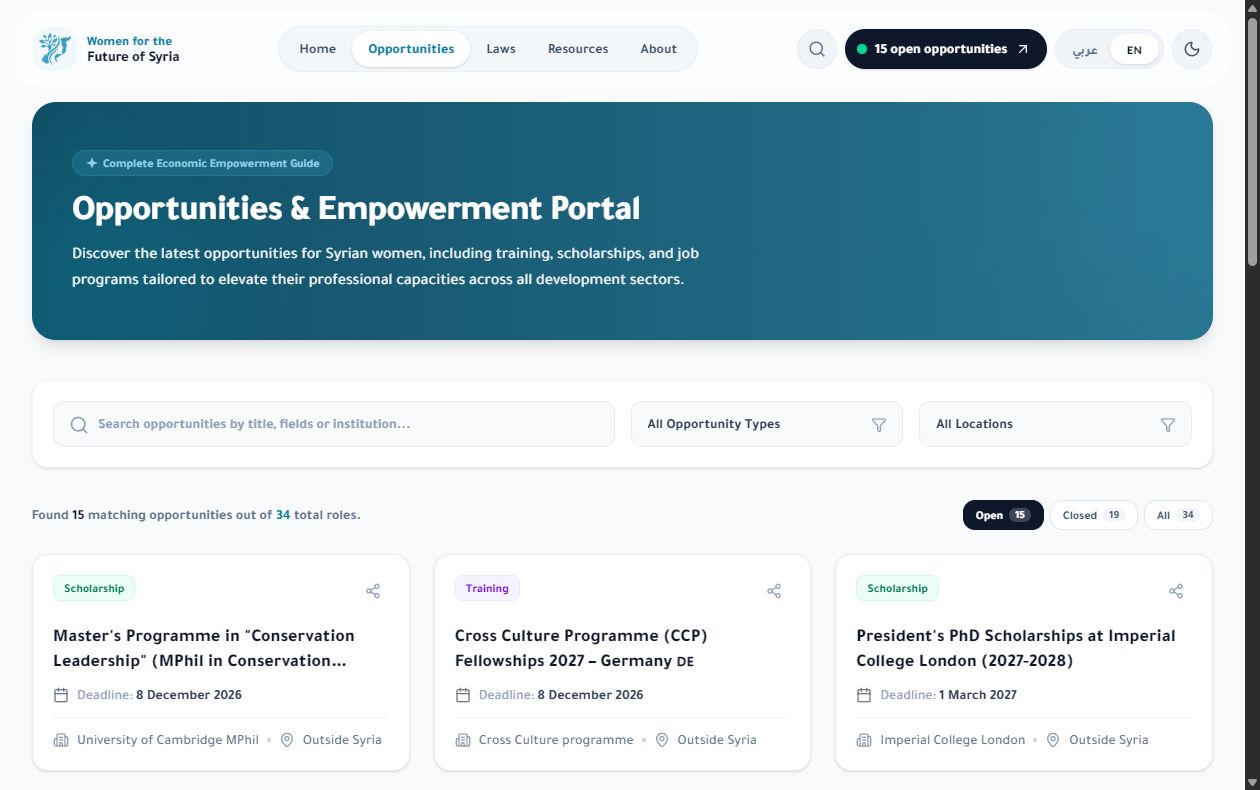 Women for the
Future of Syria
Home
Opportunities
Laws
Resources
About
15 open opportunities
عربي
EN
Complete Economic Empowerment Guide
Opportunities & Empowerment Portal
Discover the latest opportunities for Syrian women, including training, scholarships, and job
programs tailored to elevate their professional capacities across all development sectors.
Search opportunities by title, fields or institution...
All Opportunity Types
All Locations
Found 15 matching opportunities out of 34 total roles.
Open 15
Closed 19
All 34
Scholarship
Master's Programme in "Conservation
Leadership" (MPhil in Conservation...
Deadline: 8 December 2026
University of Cambridge MPhil • Outside Syria
Training
Cross Culture Programme (CCP)
Fellowships 2027 – Germany DE
Deadline: 8 December 2026
Cross Culture programme • Outside Syria
Scholarship
President's PhD Scholarships at Imperial
College London (2027-2028)
Deadline: 1 March 2027
Imperial College London • Outside Syria